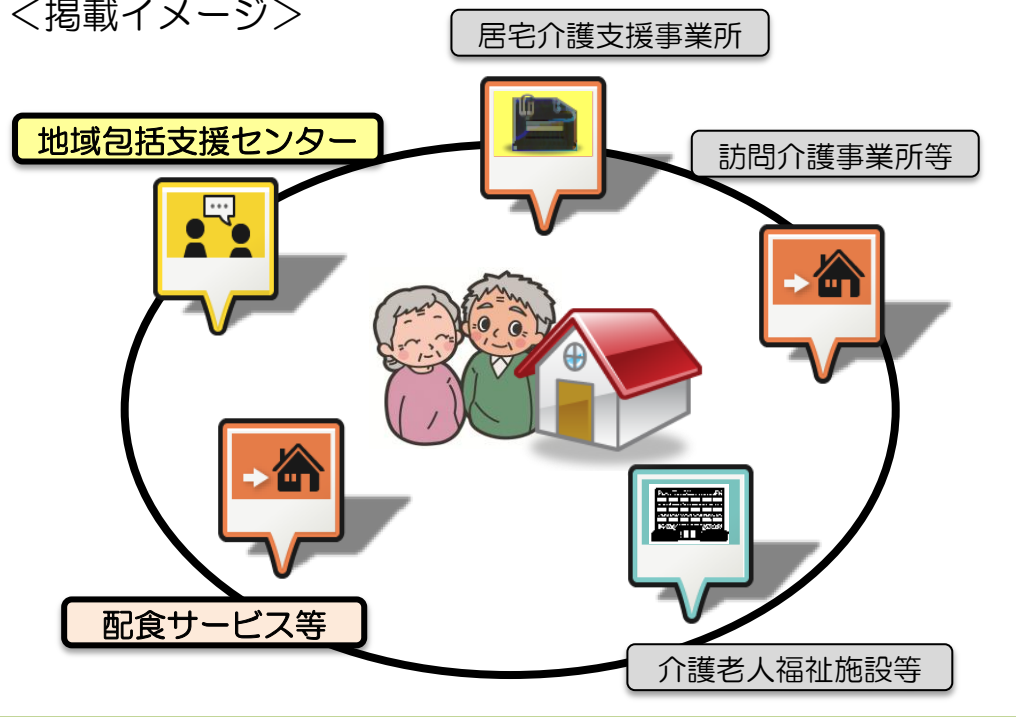 ＜掲載イメージ＞
居宅介護支援事業所
地域包括支援センター
訪問介護事業所等
配食サービス等
介護老人福祉施設等